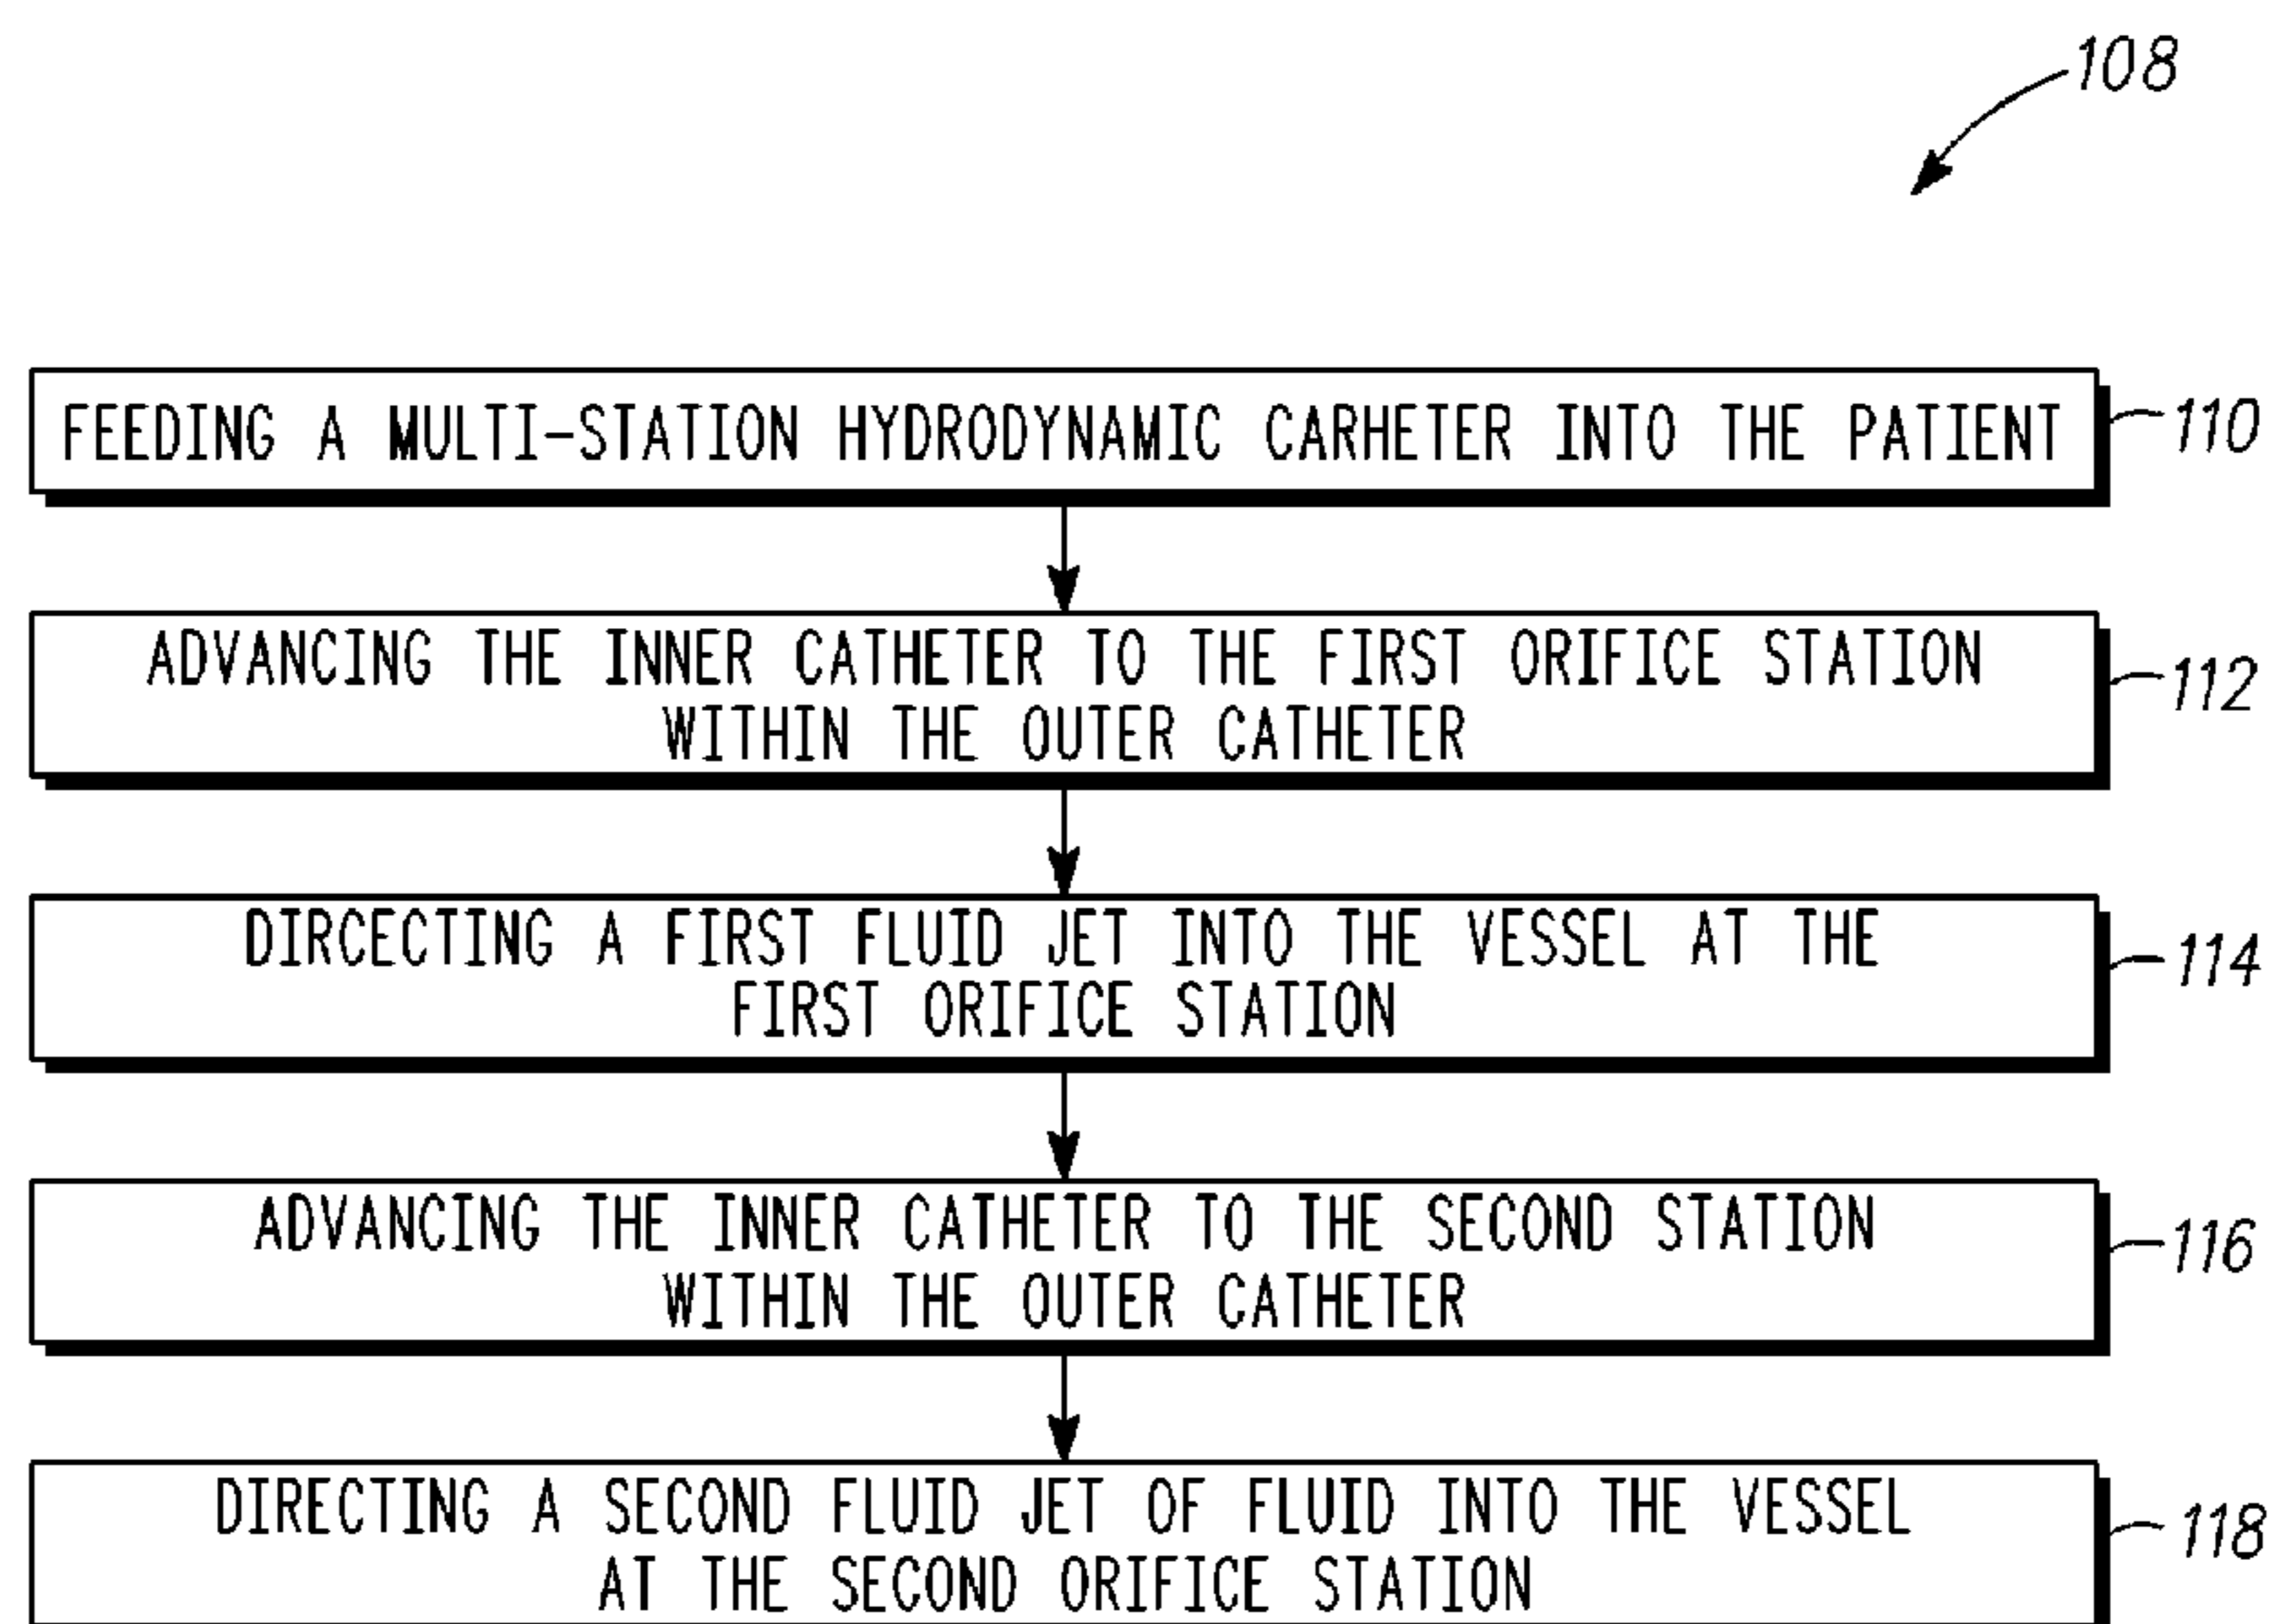 108
FEEDING A MULTI-STATION HYDRODYNAMIC CARHETER INTO THE PATIENT
110
ADVANCING THE INNER CATHETER TO THE FIRST ORIFICE STATION
WITHIN THE OUTER CATHETER
112
DIRCECTING A FIRST FLUID JET INTO THE VESSEL AT THE
FIRST ORIFICE STATION
114
ADVANCING THE INNER CATHETER TO THE SECOND STATION
WITHIN THE OUTER CATHETER
116
DIRECTING A SECOND FLUID JET OF FLUID INTO THE VESSEL
AT THE SECOND ORIFICE STATION
118